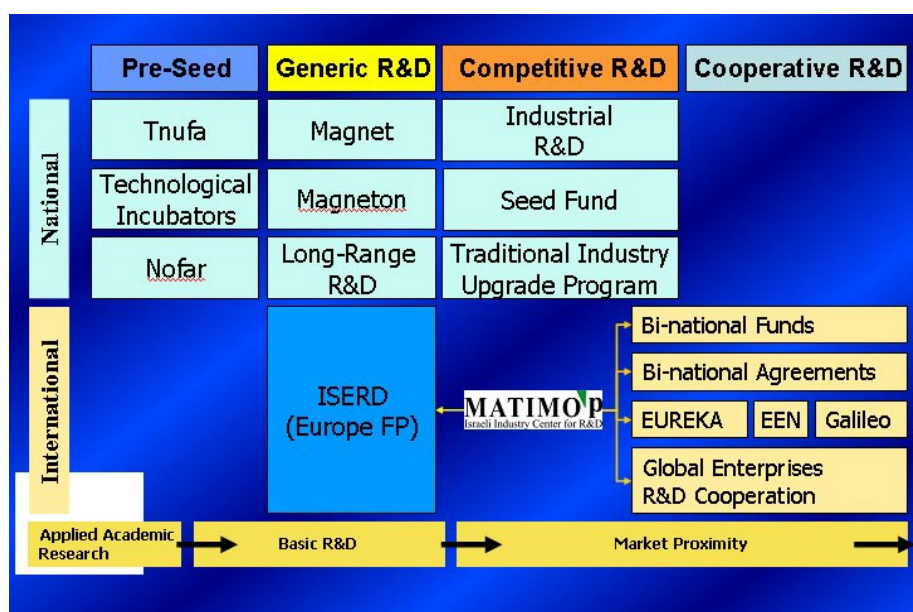 Pre-Seed
Generic R&D
Competitive R&D
Cooperative R&D
National
Tnufa
Magnet
Industrial
R&D
Technological
Incubators
Magneton
Seed Fund
Nofar
Long-Range
R&D
Traditional Industry
Upgrade Program
International
ISERD
(Europe FP)
MATIMO'P
Israeli Industry Center for R&D
Bi-national Funds
Bi-national Agreements
EUREKA
EEN
Galileo
Global Enterprises
R&D Cooperation
Applied Academic
Research
Basic R&D
Market Proximity